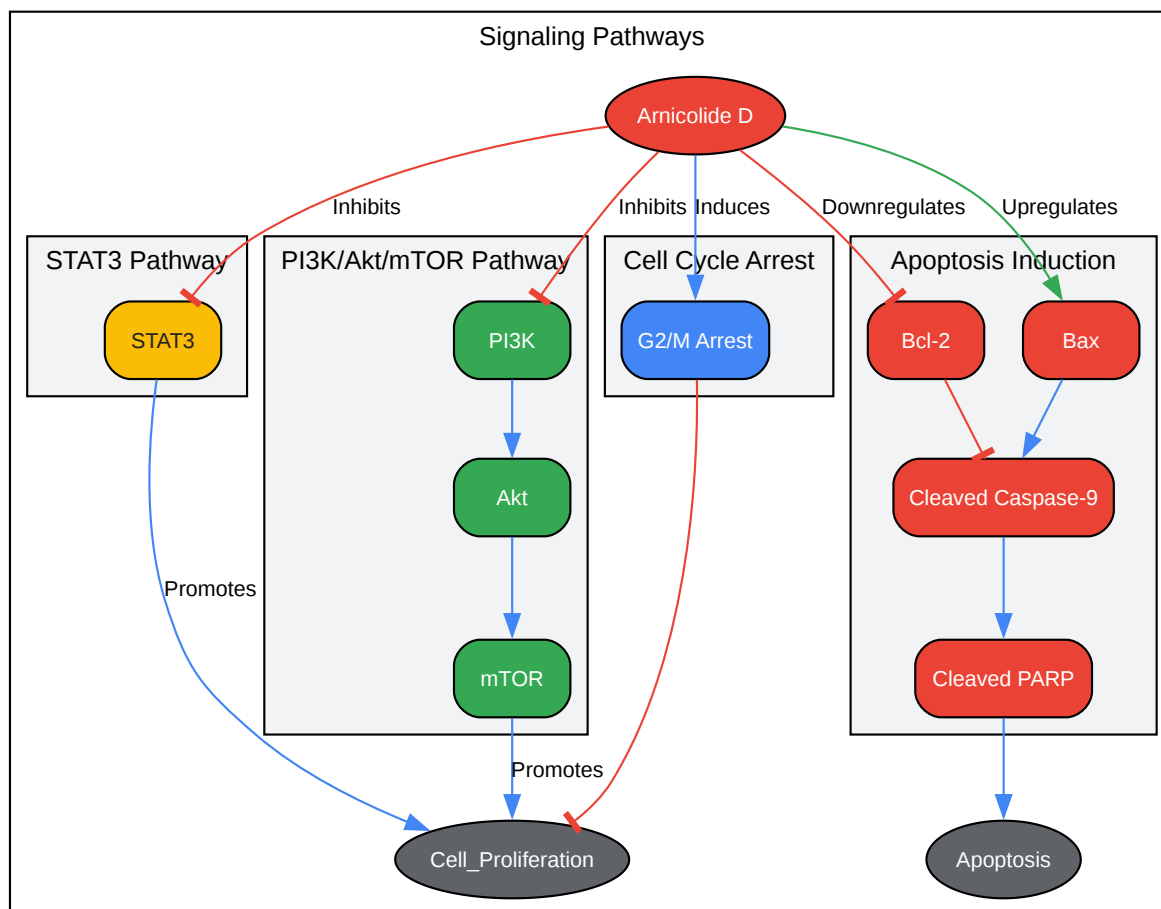 Signaling Pathways
Arnicolide D
Inhibits
Inhibits
Induces
Downregulates
Upregulates
STAT3 Pathway
PI3K/Akt/mTOR Pathway
Cell Cycle Arrest
Apoptosis Induction
STAT3
PI3K
G2/M Arrest
Bcl-2
Bax
Akt
Cleaved Caspase-9
Promotes
mTOR
Cleaved PARP
Promotes
Cell_Proliferation
Apoptosis